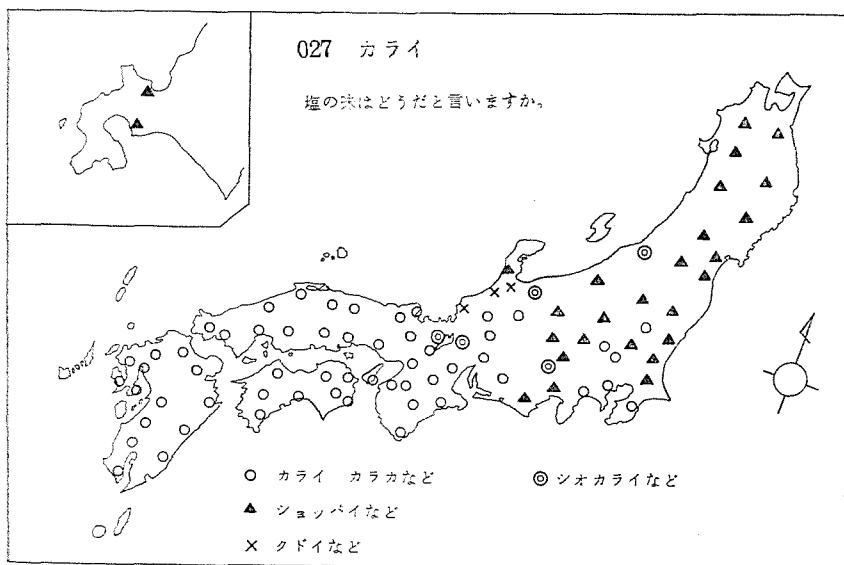 027 カライ
塩の味はどうだと言いますか。
○ カライ カラカなど
◎ シオカライなど
▲ ショッパイなど
× クドイなど